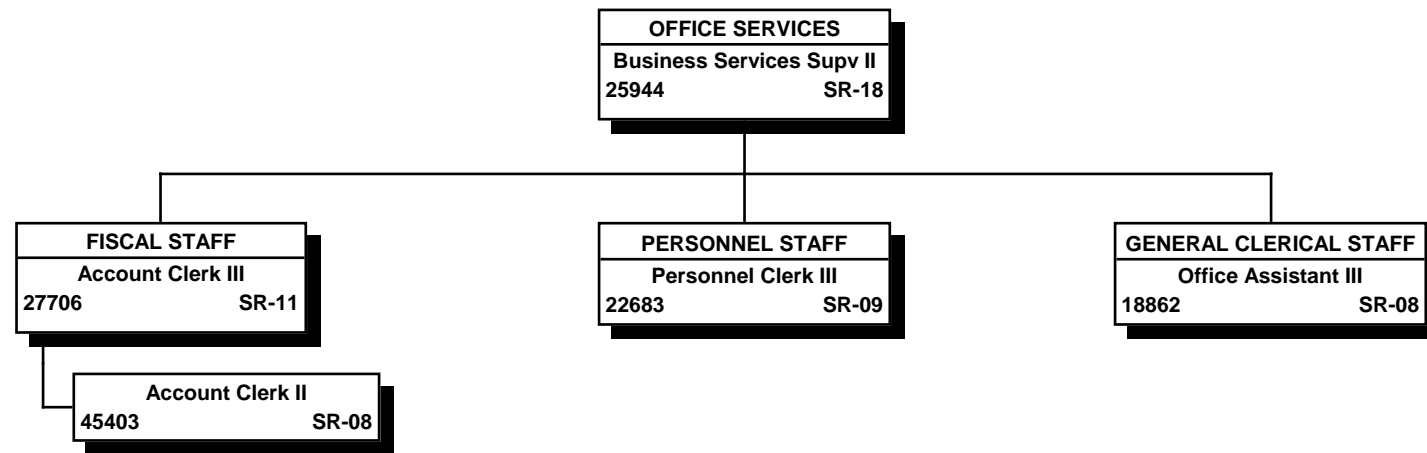 OFFICE SERVICES
Business Services Supv II
25944 SR-18
FISCAL STAFF
Account Clerk III
27706 SR-11
Account Clerk II
45403 SR-08
PERSONNEL STAFF
Personnel Clerk III
22683 SR-09
GENERAL CLERICAL STAFF
Office Assistant III
18862 SR-08